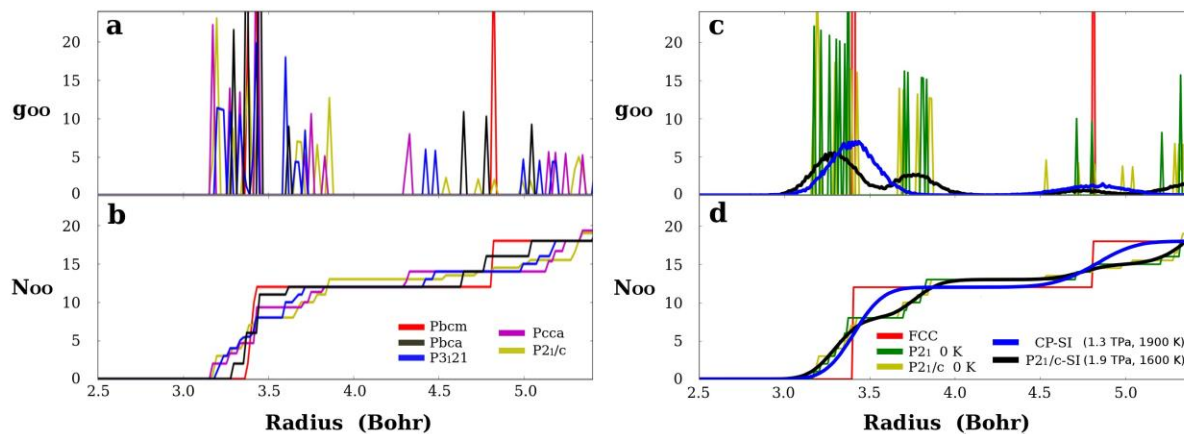 a
20
15
10
5
0
goo
b
20
15
10
5
0
Noo
Pbcm
Pbca
P3₁21
Pcca
P2₁/c
2.5 3.0 3.5 4.0 4.5 5.0
Radius (Bohr)
c
20
15
10
5
0
goo
d
20
15
10
5
0
Noo
FCC
P2₁ 0 K
P2₁/c 0 K
CP-SI (1.3 TPa, 1900 K)
P2₁/c-SI (1.9 TPa, 1600 K)
2.5 3.0 3.5 4.0 4.5 5.0
Radius (Bohr)